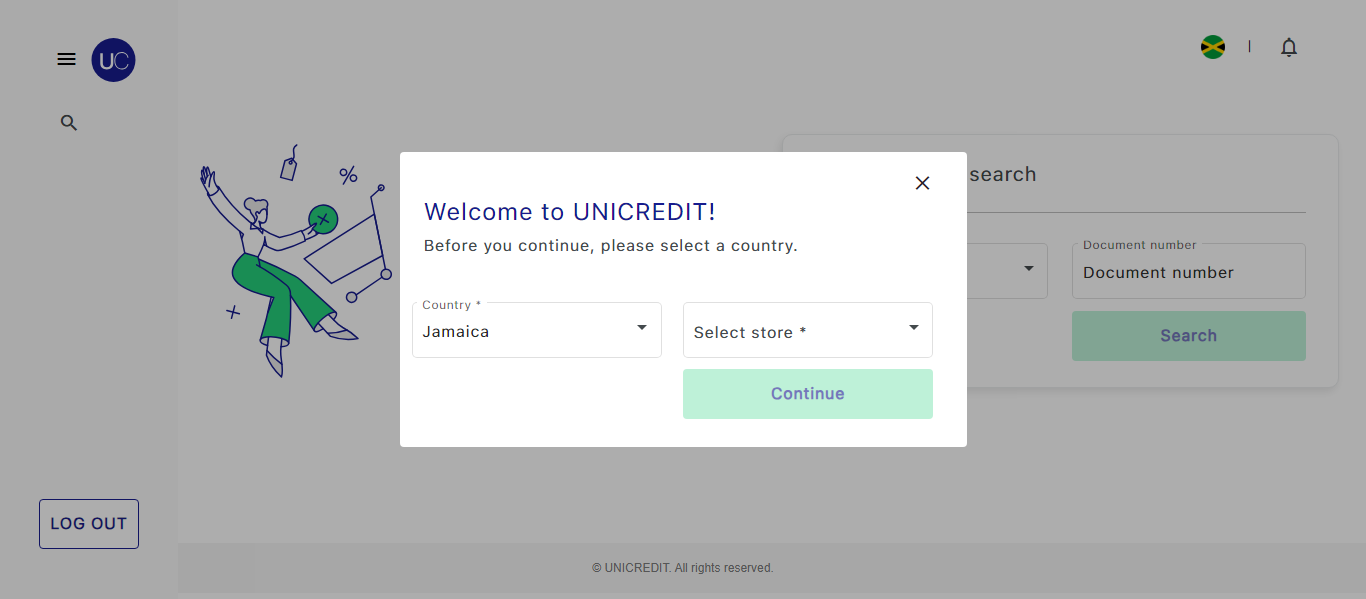 UC
search
Welcome to UNICREDIT!
Before you continue, please select a country.
Document number
Document number
Country *
Jamaica
Select store *
Search
Continue
LOG OUT
© UNICREDIT. All rights reserved.
%